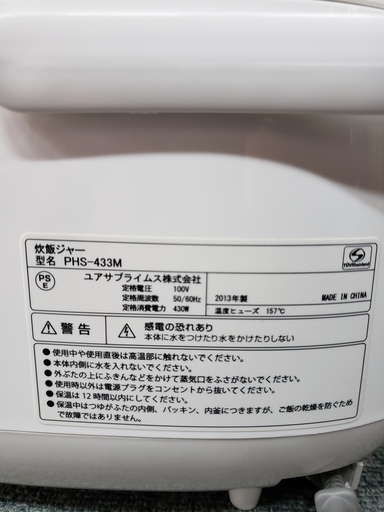 炊飯ジャー
型名 PHS-433M
PS
E
ユアサプライムス株式会社
定格電圧 100V
定格周波数 50/60Hz
定格消費電力 430W
2013年製 MADE IN CHINA
温度ヒューズ 157℃
警告
感電の恐れあり
本体に水をつけたり水をかけたりしない
●使用中や使用直後は高温部に触れないでください。
●本体内側に水を入れないでください。
●外ぶたの上にふきんなどをかけて蒸気口をふさがないでください。
●使用時以外は電源プラグをコンセントから抜いてください。
●保温は12時間以内にしてください。
●保温中はつゆがふたの内側、パッキン、内釜につきますが、ご飯の乾燥を防ぐため
で故障ではありません。